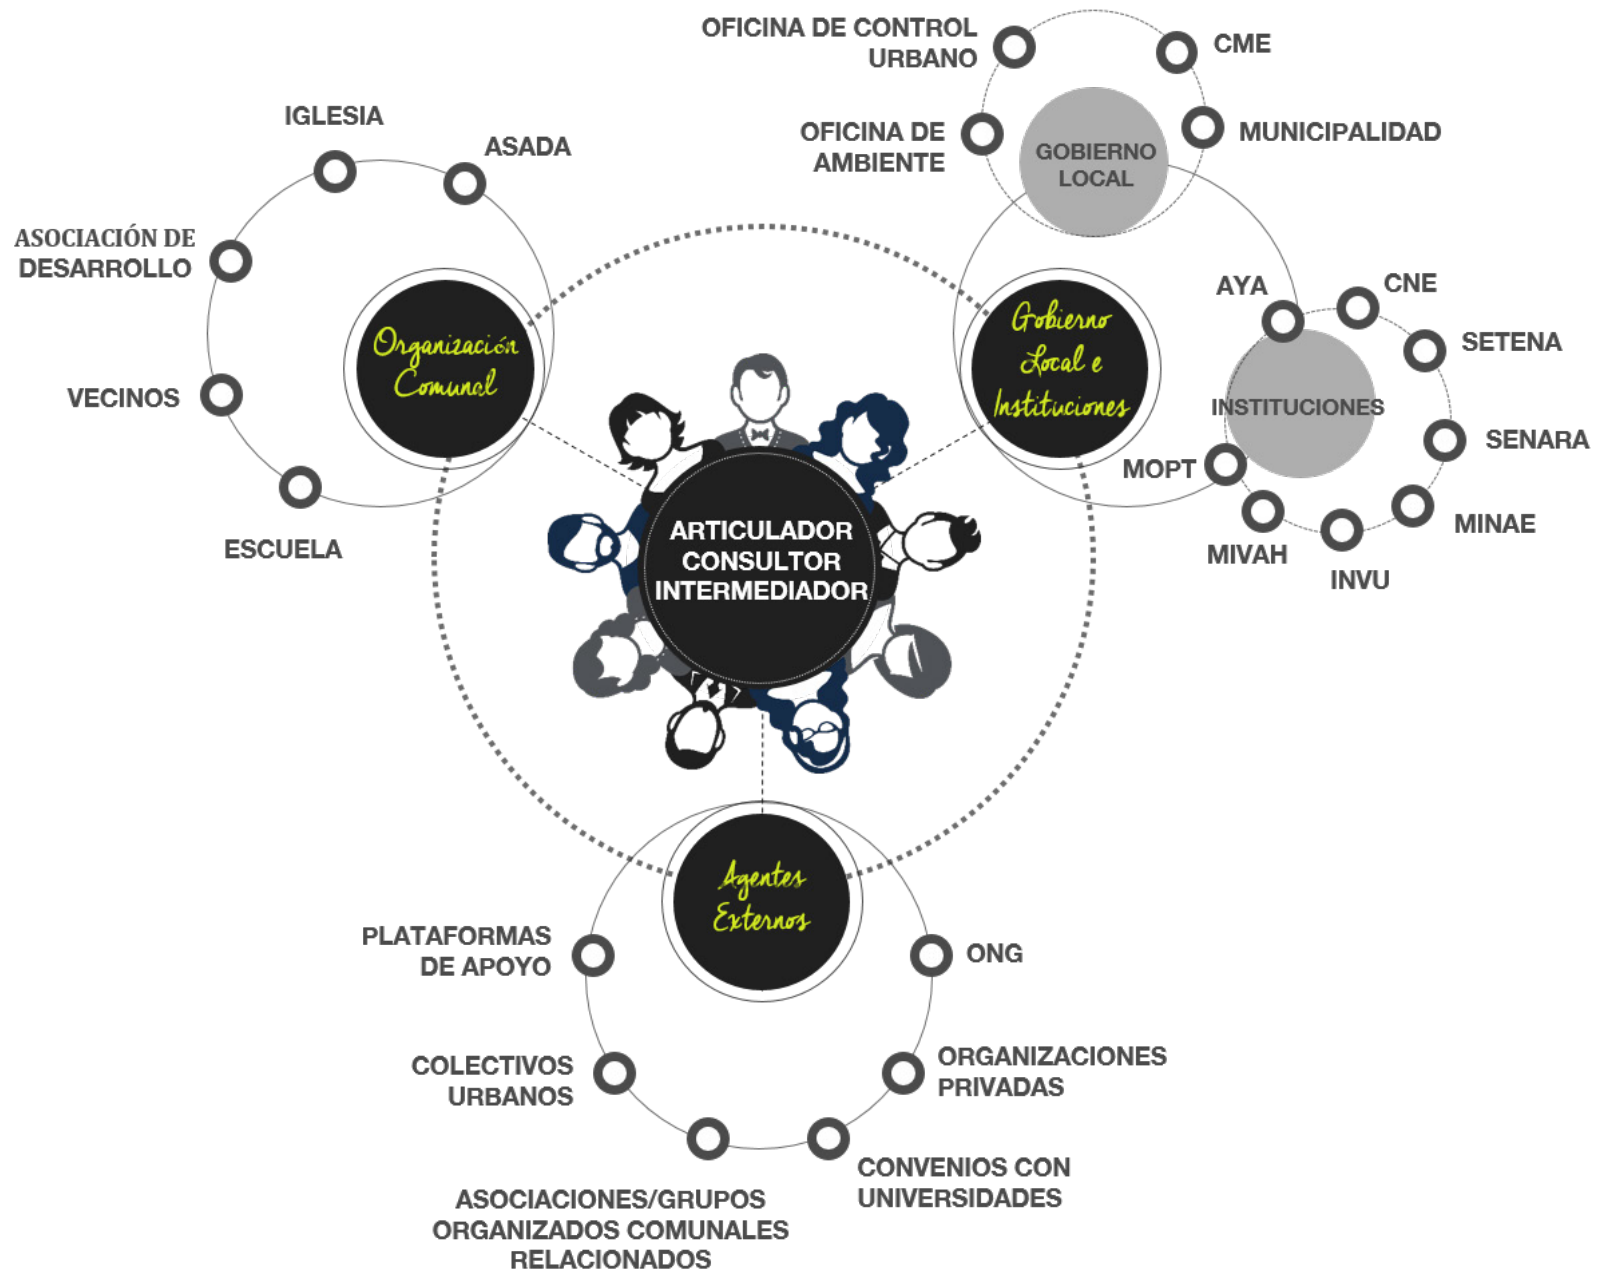 OFICINA DE CONTROL
URBANO
CME
OFICINA DE
AMBIENTE
MUNICIPALIDAD
GOBIERNO
LOCAL
IGLESIA
ASADA
ASOCIACIÓN DE
DESARROLLO
VECINOS
ESCUELA
Organización
Comunal
Gobierno
Local e
Instituciones
AYA
CNE
SETENA
INSTITUCIONES
SENARA
MOPT
MINAE
MIVAH
INVU
ARTICULADOR
CONSULTOR
INTERMEDIADOR
Agentes
Externos
PLATAFORMAS
DE APOYO
ONG
COLECTIVOS
URBANOS
ORGANIZACIONES
PRIVADAS
ASOCIACIONES/GRUPOS
ORGANIZADOS COMUNALES
RELACIONADOS
CONVENIOS CON
UNIVERSIDADES